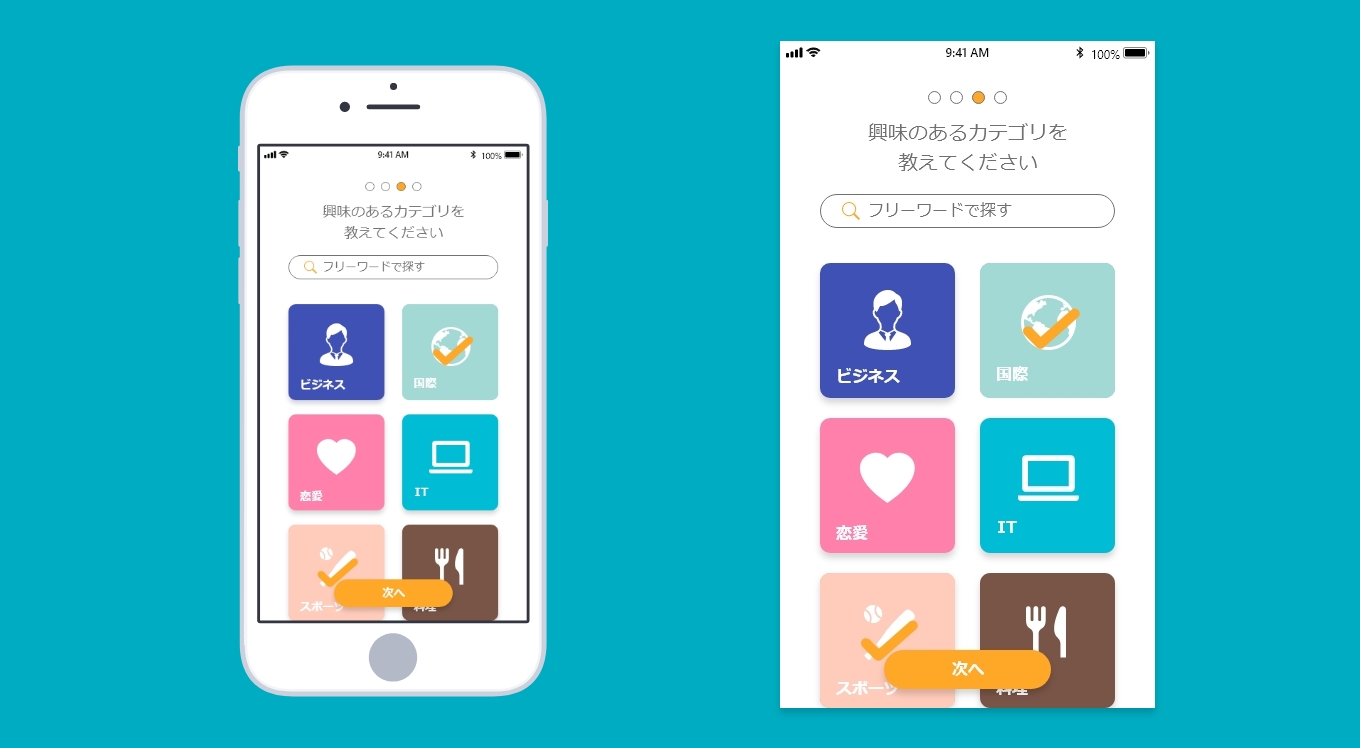 9:41 AM
100%
興味のあるカテゴリを
教えてください
フリーワードで探す
ビジネス
国際
恋愛
IT
スポーツ
料理
次へ
9:41 AM
100%
興味のあるカテゴリを
教えてください
フリーワードで探す
ビジネス
国際
恋愛
IT
スポーツ
料理
次へ